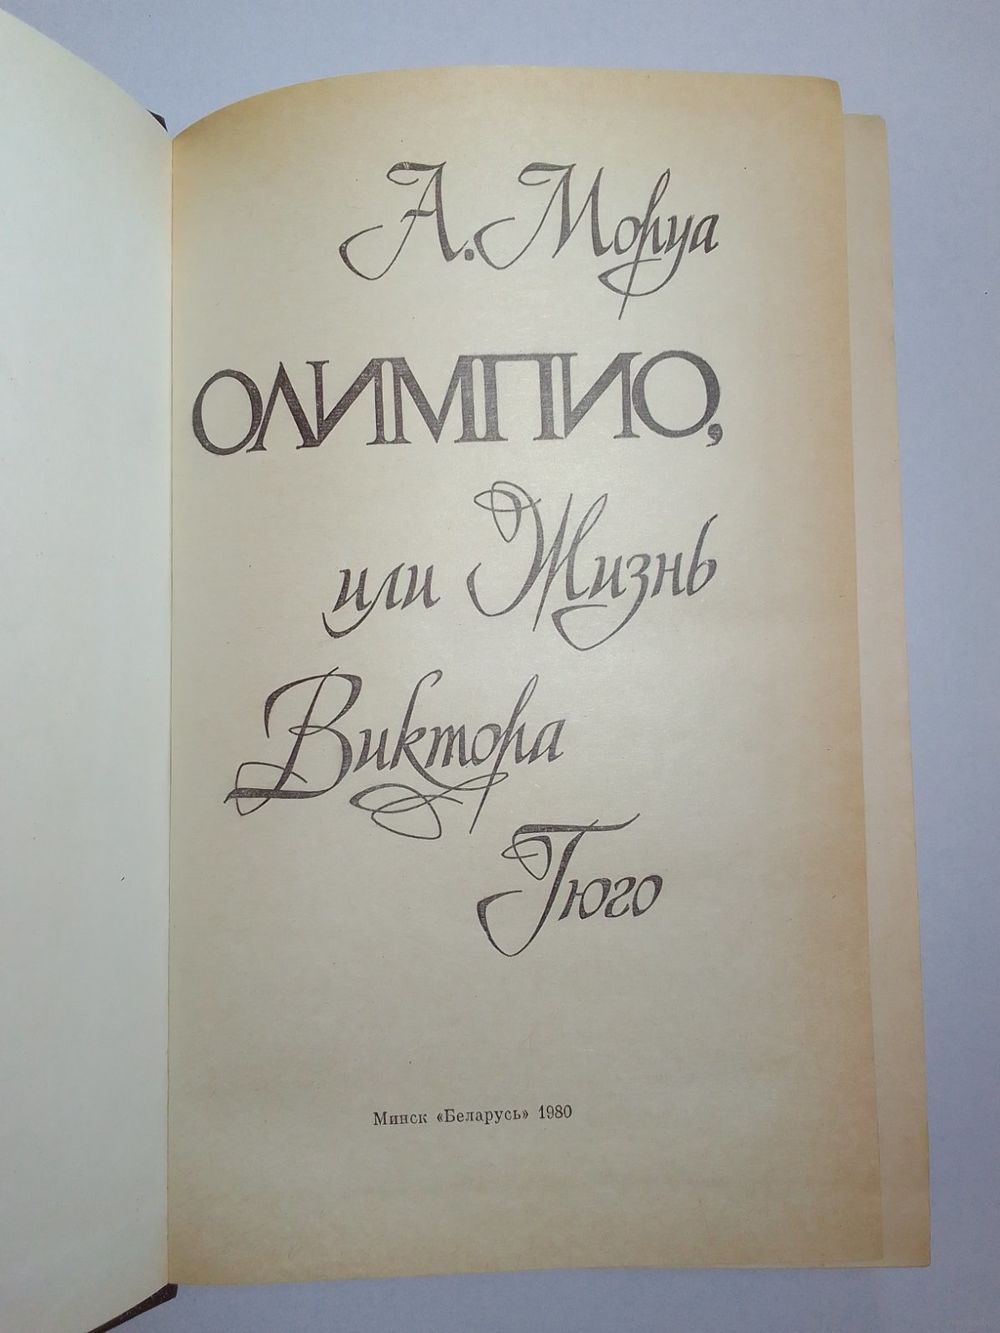 А. Моруа
ОЛИМПИО,
или Жизнь
Виктора
Гюго
Минск «Беларусь» 1980